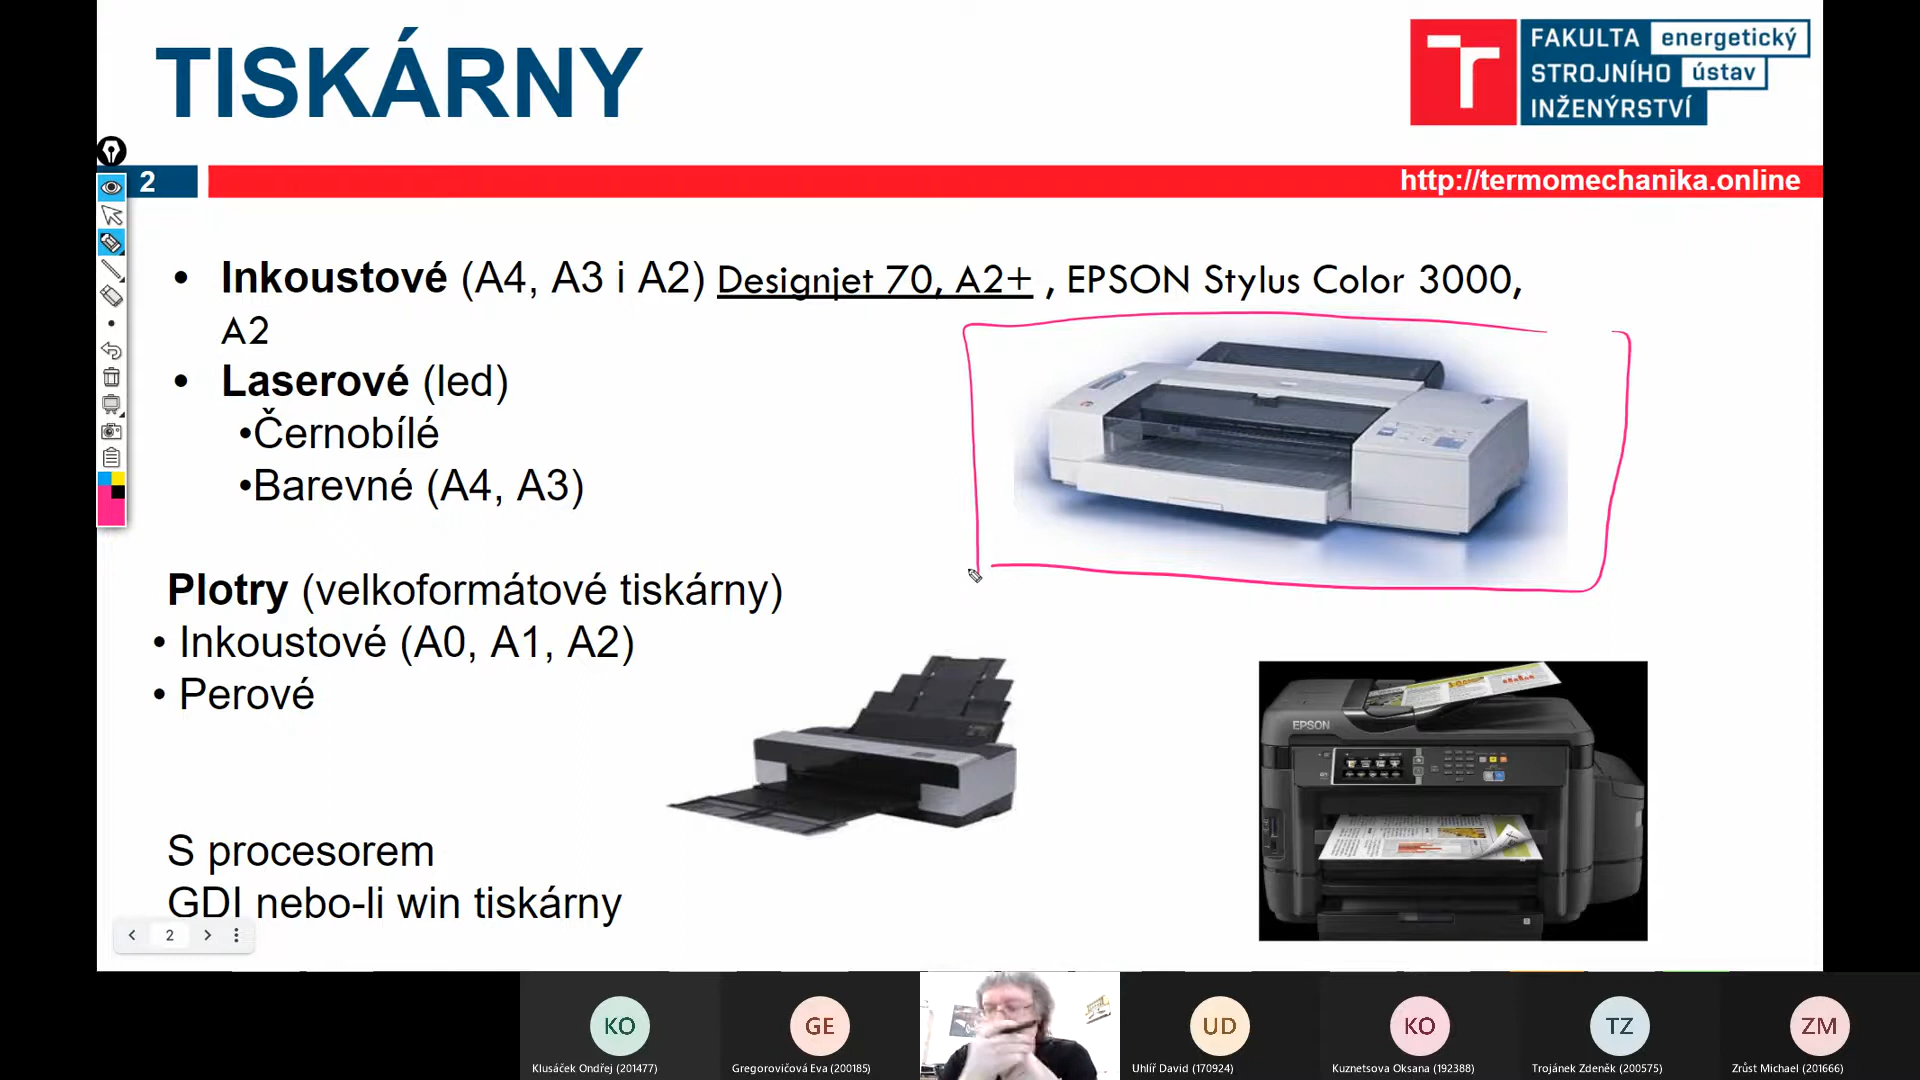 TISKÁRNY
FAKULTA energetický
STROJNÍHO ústav
INŽENÝRSTVÍ
2
http://termomechanika.online
• Inkoustové (A4, A3 i A2) Designjet 70, A2+ , EPSON Stylus Color 3000,
A2
• Laserové (led)
•Černobílé
•Barevné (A4, A3)
Plotry (velkoformátové tiskárny)
• Inkoustové (A0, A1, A2)
• Perové
EPSON
S procesorem
GDI nebo-li win tiskárny
2
KO
GE
UD
KO
TZ
ZM
Klusáček Ondřej (201477)
Gregorovičová Eva (200185)
Uhlíř David (170924)
Kuznetsova Oksana (192388)
Trojánek Zdeněk (200575)
Zrůst Michael (201666)